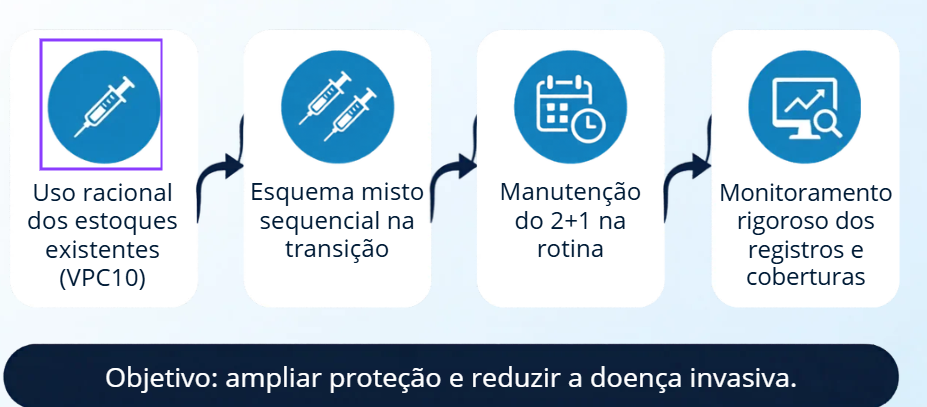 Uso racional
dos estoques
existentes
(VPC10)
Esquema misto
sequencial na
transição
Manutenção
do 2+1 na
rotina
Monitoramento
rigoroso dos
registros e
coberturas
Objetivo: ampliar proteção e reduzir a doença invasiva.